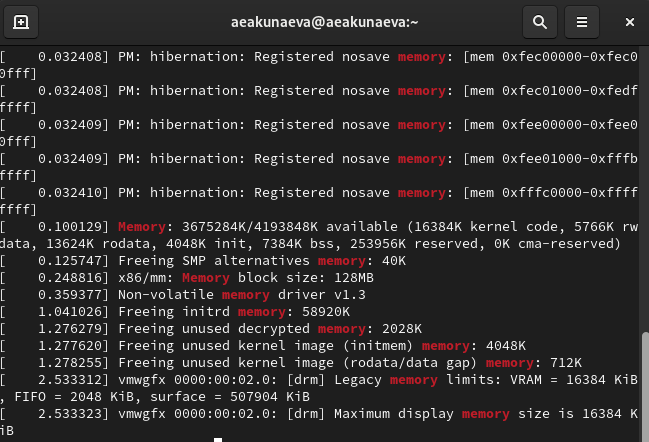 aeakunaeva@aeakunaeva:~
[    0.032408] PM: hibernation: Registered nosave memory: [mem 0xfec00000-0xfec0
0fff]
[    0.032408] PM: hibernation: Registered nosave memory: [mem 0xfec01000-0xfedf
ffff]
[    0.032409] PM: hibernation: Registered nosave memory: [mem 0xfee00000-0xfee0
0fff]
[    0.032409] PM: hibernation: Registered nosave memory: [mem 0xfee01000-0xfffb
ffff]
[    0.032410] PM: hibernation: Registered nosave memory: [mem 0xfffc0000-0xffff
ffff]
[    0.100129] Memory: 3675284K/4193848K available (16384K kernel code, 5766K rw
data, 13624K rodata, 4048K init, 7384K bss, 253956K reserved, 0K cma-reserved)
[    0.125747] Freeing SMP alternatives memory: 40K
[    0.248816] x86/mm: Memory block size: 128MB
[    0.359377] Non-volatile memory driver v1.3
[    1.041026] Freeing initrd memory: 58920K
[    1.276279] Freeing unused decrypted memory: 2028K
[    1.277620] Freeing unused kernel image (initmem) memory: 4048K
[    1.278255] Freeing unused kernel image (rodata/data gap) memory: 712K
[    2.533312] vmwgfx 0000:00:02.0: [drm] Legacy memory limits: VRAM = 16384 KiB
, FIFO = 2048 KiB, surface = 507904 KiB
[    2.533323] vmwgfx 0000:00:02.0: [drm] Maximum display memory size is 16384 K
iB